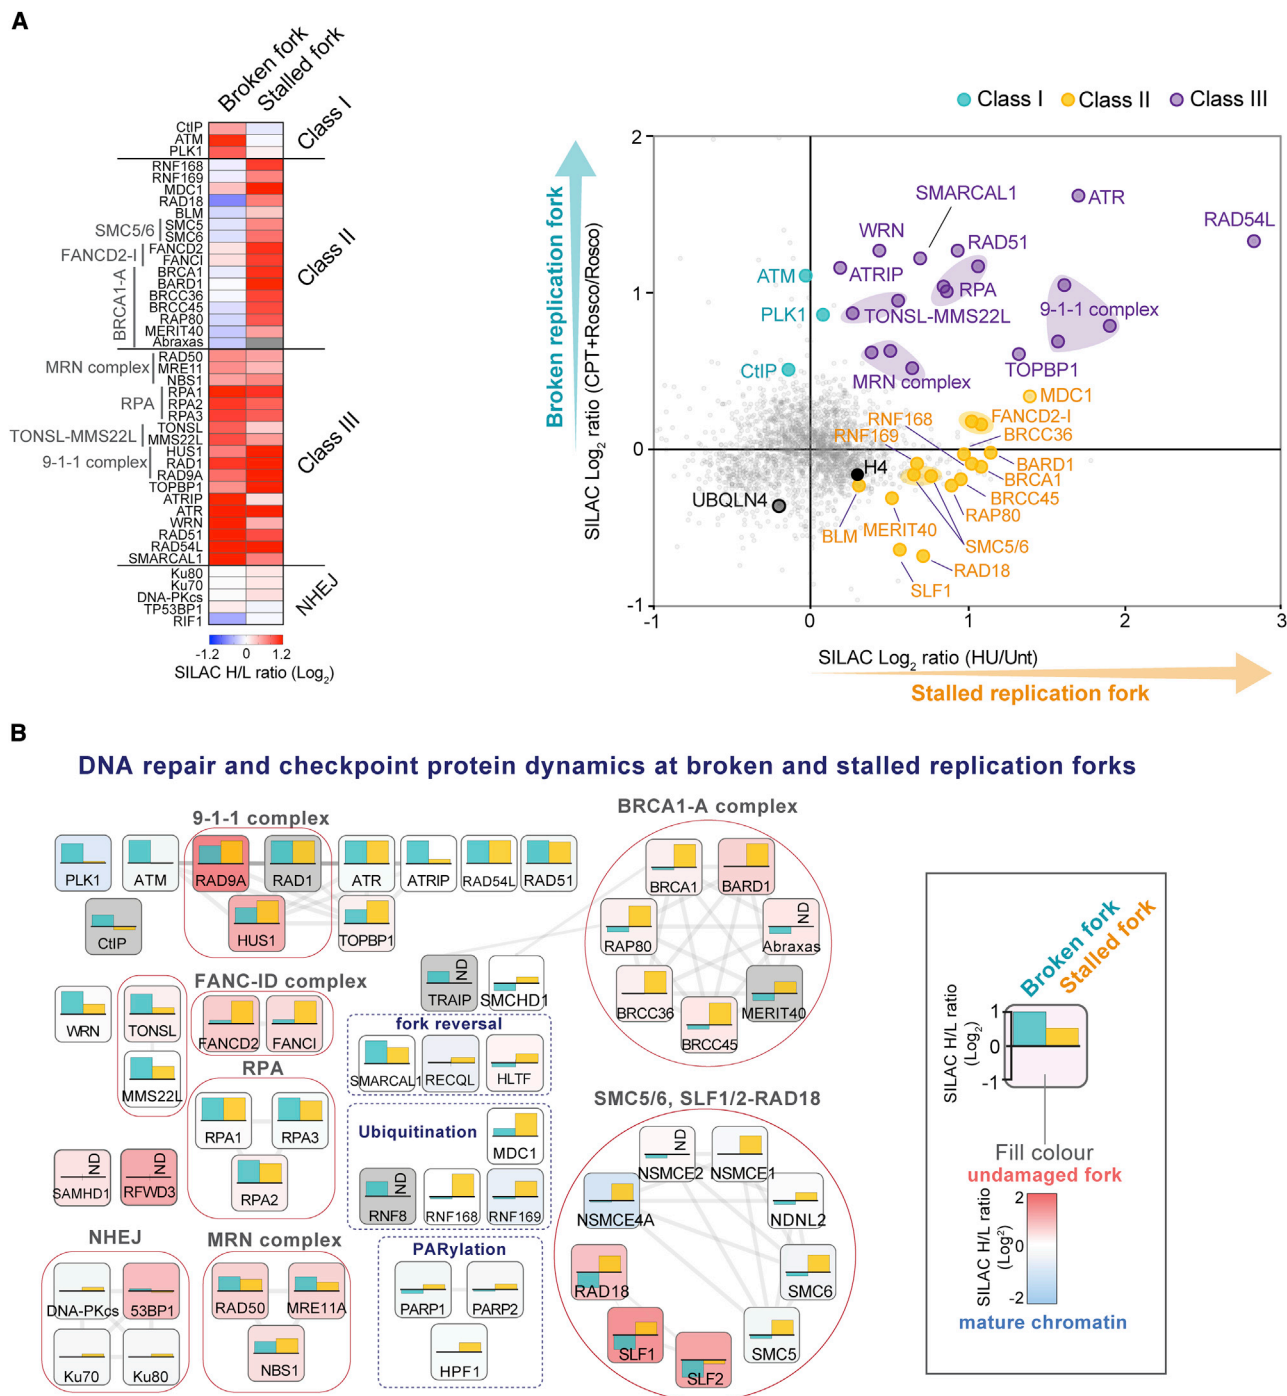 A
Broken fork
Stalled fork
CtIP
ATM
PLK1
Class I
RNF168
RNF169
MDC1
RAD18
BLM
SMC5/6
SMC5
SMC6
FANCD2-I
FANCD2
FANCI
BRCA1-A
BRCA1
BARD1
BRCC36
BRCC45
RAP80
MERIT40
Abraxas
Class II
MRN complex
RAD50
MRE11
NBS1
RPA
RPA1
RPA2
RPA3
TONSL-MMS22L
TONSL
MMS22L
9-1-1 complex
HUS1
RAD1
RAD9A
TOPBP1
ATRIP
ATR
WRN
RAD51
RAD54L
SMARCAL1
Class III
Ku80
Ku70
DNA-PKcs
TP53BP1
RIF1
NHEJ
-1.2 0 1.2
SILAC H/L ratio (Log2)
Class I Class II Class III
Broken replication fork
SILAC Log2 ratio (CPT+Rosco/Rosco)
2
1
0
-1
-1 0 1 2 3
SILAC Log2 ratio (HU/Unt)
Stalled replication fork
SMARCAL1
ATR
RAD54L
WRN
RAD51
ATM
ATRIP
RPA
PLK1
TONSL-MMS22L
9-1-1 complex
CtIP
MRN complex
TOPBP1
MDC1
RNF168
FANCD2-I
RNF169
BRCC36
H4
BARD1
BRCA1
UBQLN4
BRCC45
RAP80
BLM
MERIT40
SMC5/6
RAD18
SLF1
B
DNA repair and checkpoint protein dynamics at broken and stalled replication forks
9-1-1 complex
PLK1
ATM
RAD9A
RAD1
ATR
ATRIP
RAD54L
RAD51
CtIP
HUS1
TOPBP1
BRCA1-A complex
BRCA1
BARD1
RAP80
ND
Abraxas
BRCC36
MERIT40
BRCC45
FANC-ID complex
WRN
TONSL
FANCD2
FANCI
MMS22L
ND
TRAIP
SMCHD1
fork reversal
SMARCAL1
RECQL
HLTF
RPA
RPA1
RPA3
RPA2
Ubiquitination
MDC1
ND
RNF8
RNF168
RNF169
ND
SAMHD1
ND
RFWD3
SMC5/6, SLF1/2-RAD18
ND
NSMCE2
NSMCE1
NSMCE4A
NDNL2
RAD18
SMC6
SLF1
SMC5
SLF2
NHEJ
DNA-PKcs
53BP1
Ku70
Ku80
MRN complex
RAD50
MRE11A
NBS1
PARylation
PARP1
PARP2
HPF1
Broken fork
Stalled fork
SILAC H/L ratio
(Log2)
1
0
-1
Fill colour
undamaged fork
SILAC H/L ratio
(Log2)
2
0
-2
mature chromatin